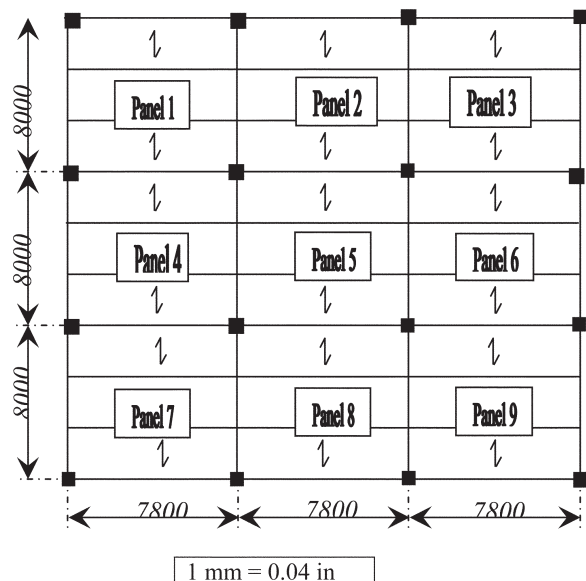 8000
Panel 1
Panel 2
Panel 3
8000
Panel 4
Panel 5
Panel 6
8000
Panel 7
Panel 8
Panel 9
7800
7800
7800
1 mm = 0.04 in